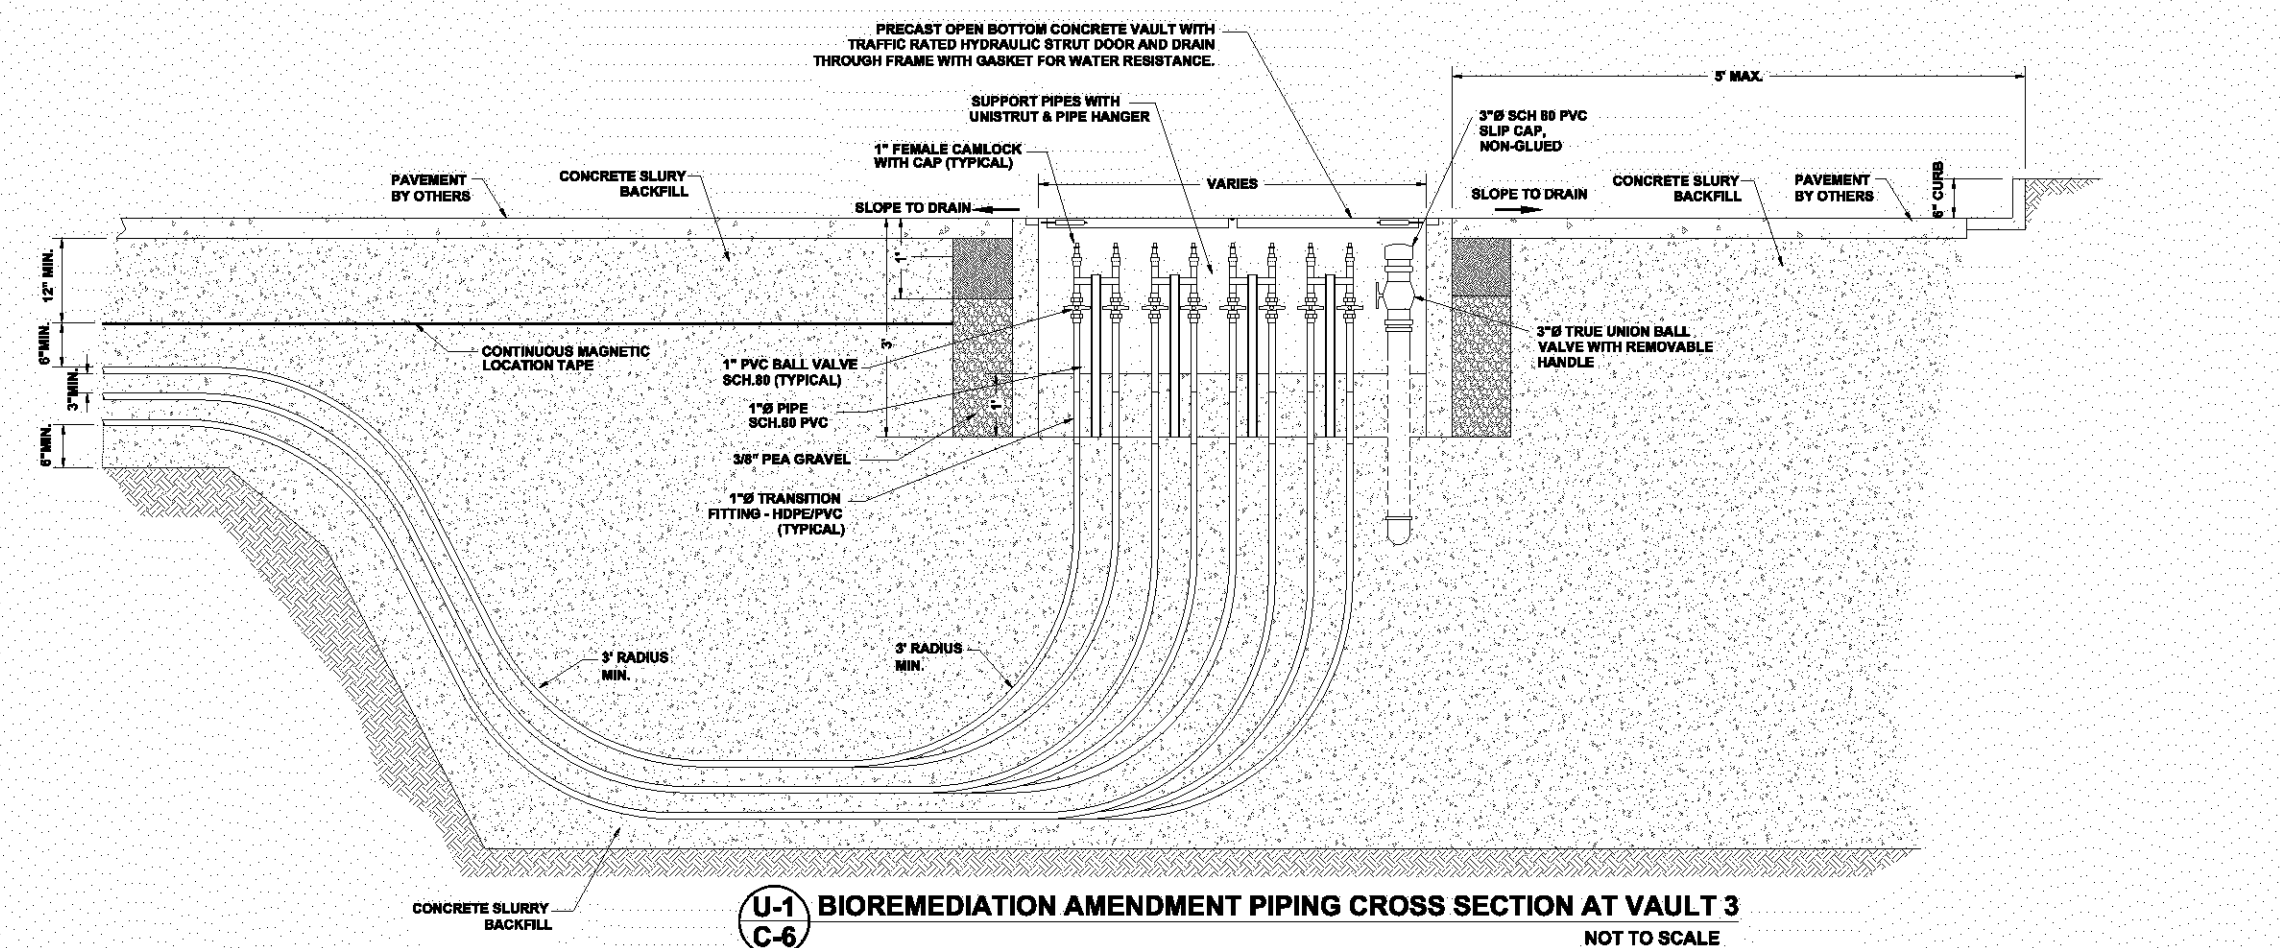 PRECAST OPEN BOTTOM CONCRETE VAULT WITH
TRAFFIC RATED HYDRAULIC STRUT DOOR AND DRAIN
THROUGH FRAME WITH GASKET FOR WATER RESISTANCE.
5' MAX.
SUPPORT PIPES WITH
UNISTRUT & PIPE HANGER
3"Ø SCH 80 PVC
SLIP CAP,
NON-GLUED
1" FEMALE CAMLOCK
WITH CAP (TYPICAL)
PAVEMENT
BY OTHERS
CONCRETE SLURY
BACKFILL
VARIES
SLOPE TO DRAIN
SLOPE TO DRAIN
CONCRETE SLURY
BACKFILL
PAVEMENT
BY OTHERS
6" CURB
12" MIN.
1'
6"MIN.
CONTINUOUS MAGNETIC
LOCATION TAPE
3'
3"Ø TRUE UNION BALL
VALVE WITH REMOVABLE
HANDLE
1" PVC BALL VALVE
SCH.80 (TYPICAL)
3"MIN.
1"Ø PIPE
SCH.80 PVC
1'
6"MIN.
3/8" PEA GRAVEL
1"Ø TRANSITION
FITTING - HDPE/PVC
(TYPICAL)
3' RADIUS
MIN.
3' RADIUS
MIN.
CONCRETE SLURRY
BACKFILL
U-1
C-6
BIOREMEDIATION AMENDMENT PIPING CROSS SECTION AT VAULT 3
NOT TO SCALE